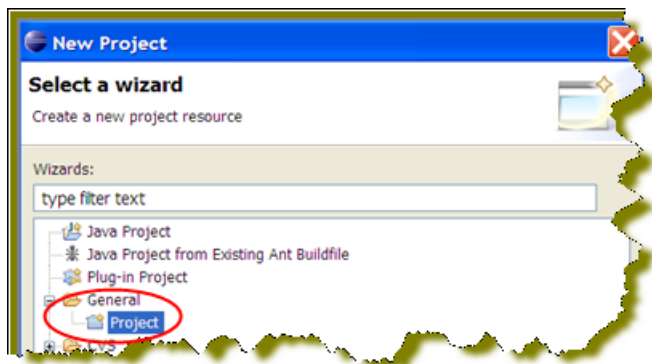 New Project
Select a wizard
Create a new project resource
Wizards:
type filter text
Java Project
Java Project from Existing Ant Buildfile
Plug-in Project
General
Project
CVS